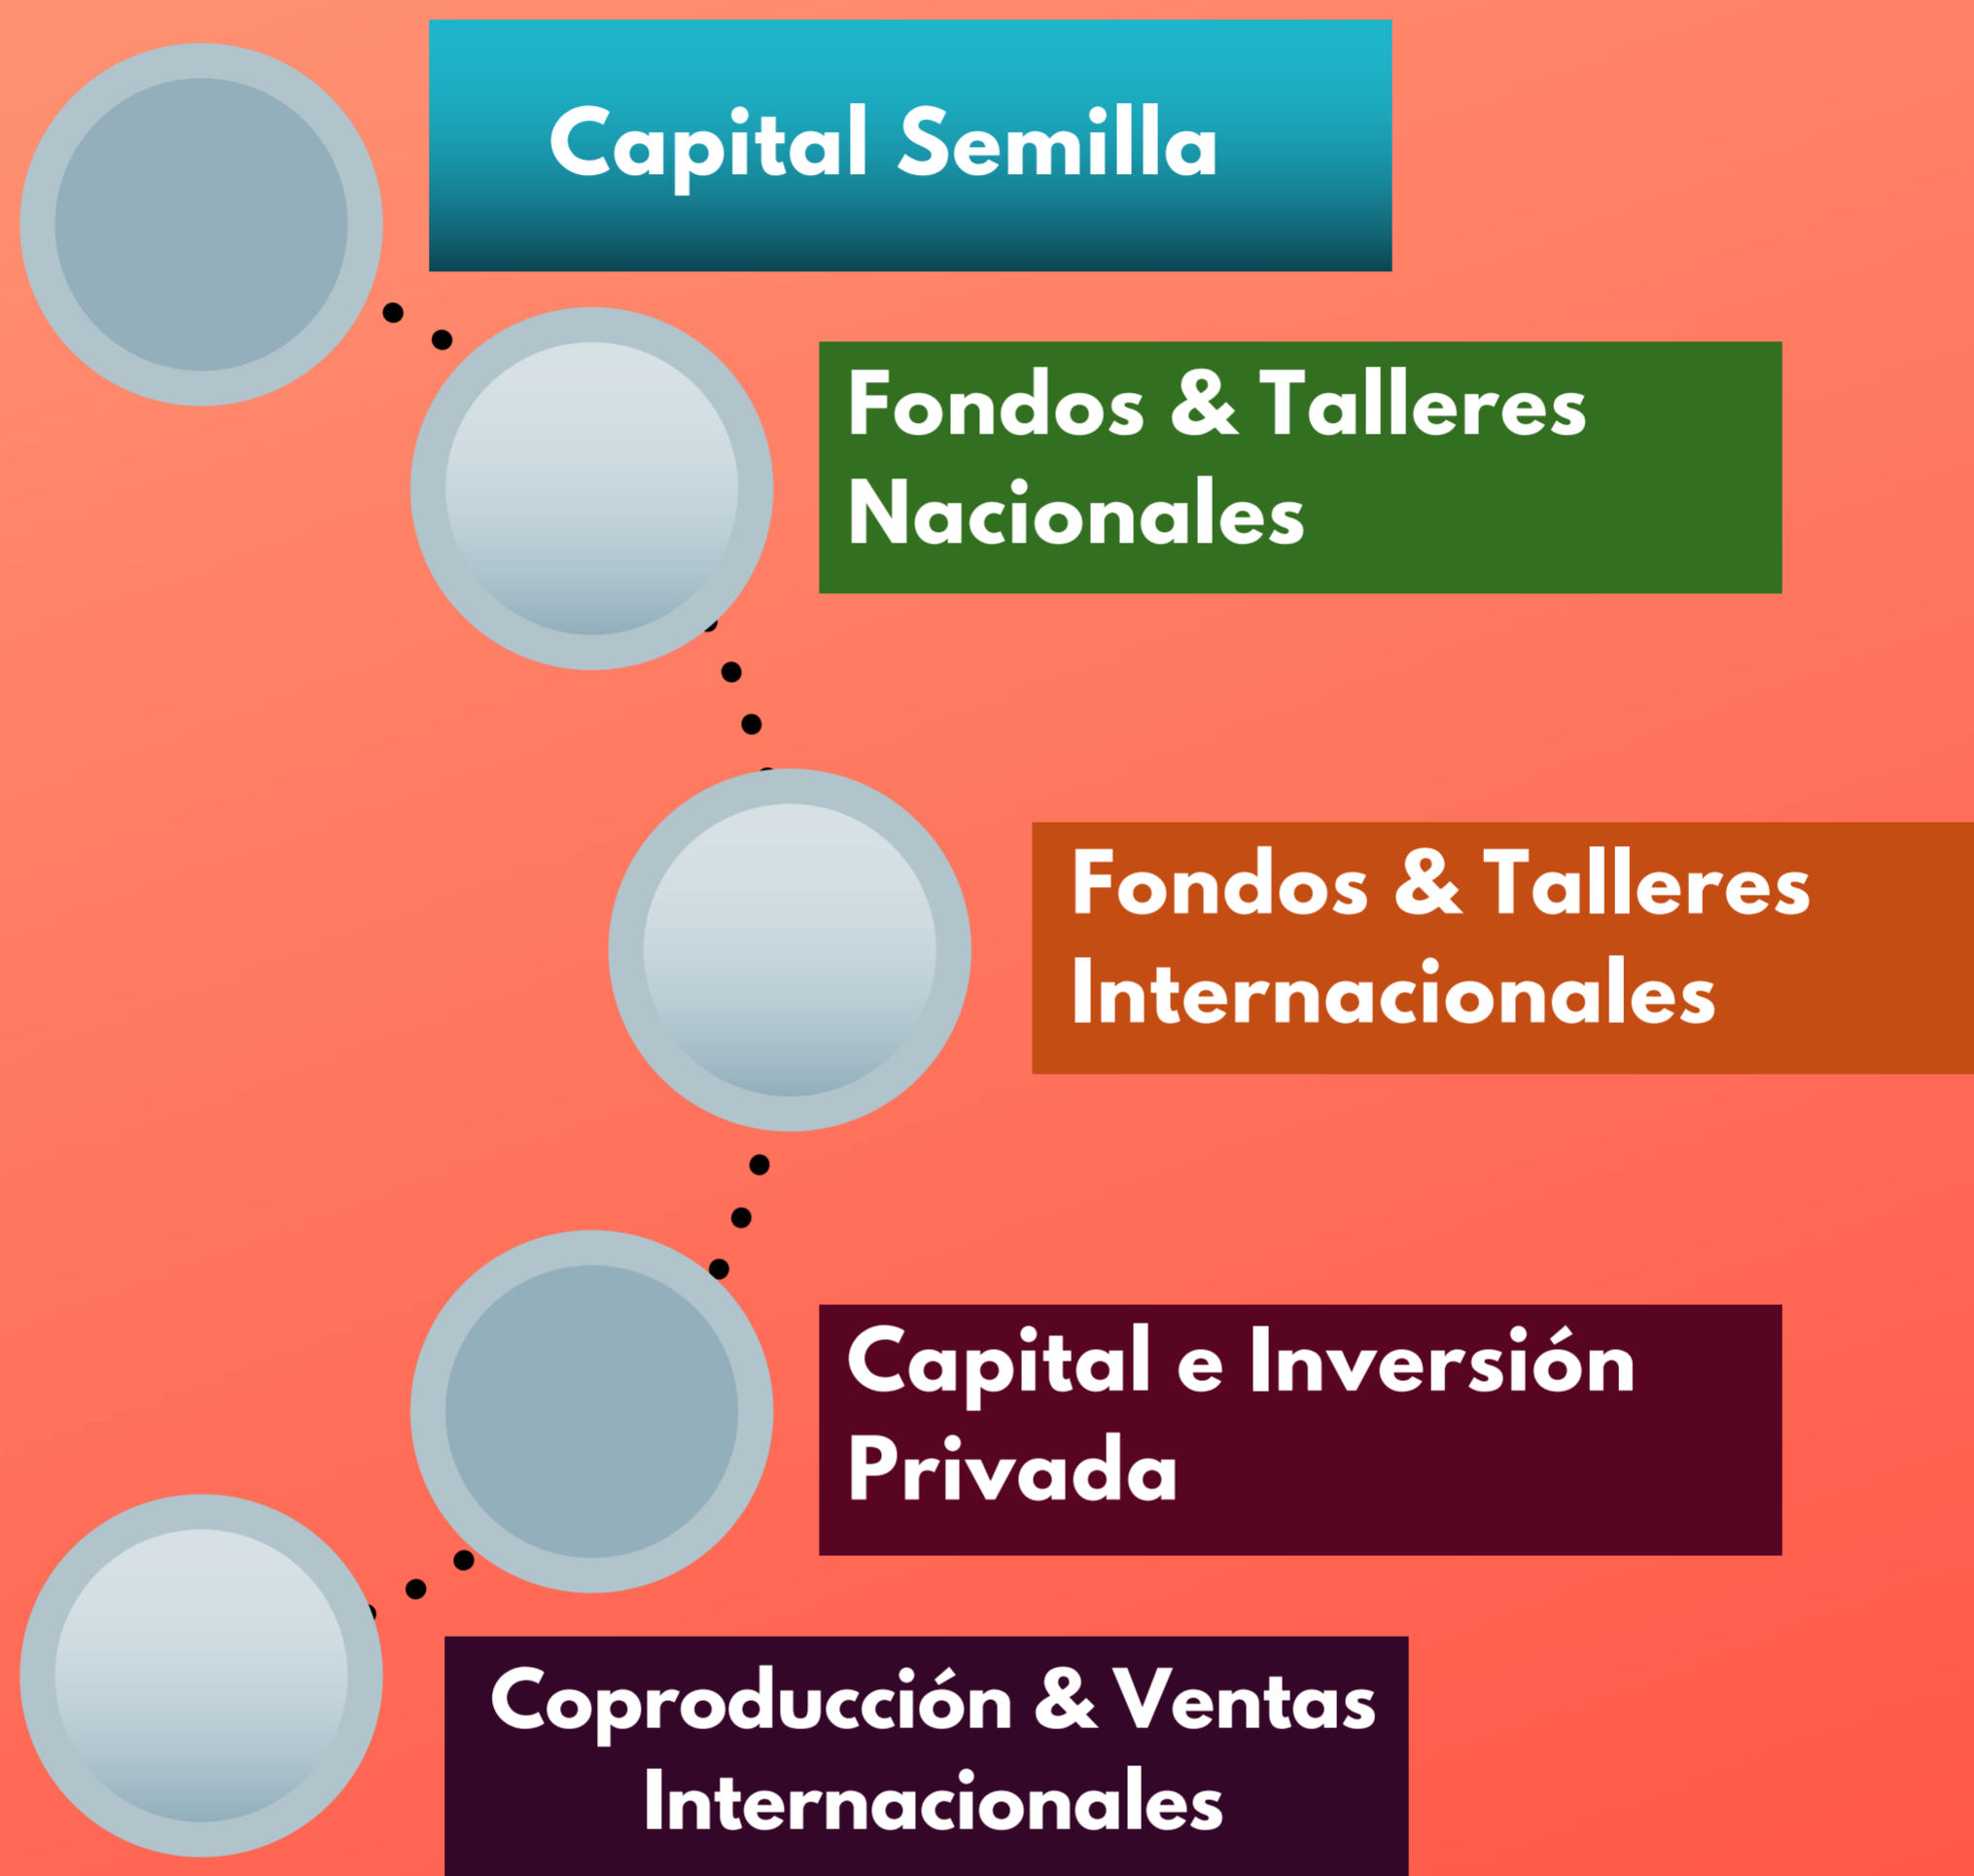 Capital Semilla
Fondos & Talleres
Nacionales
Fondos & Talleres
Internacionales
Capital e Inversión
Privada
Coproducción & Ventas
Internacionales